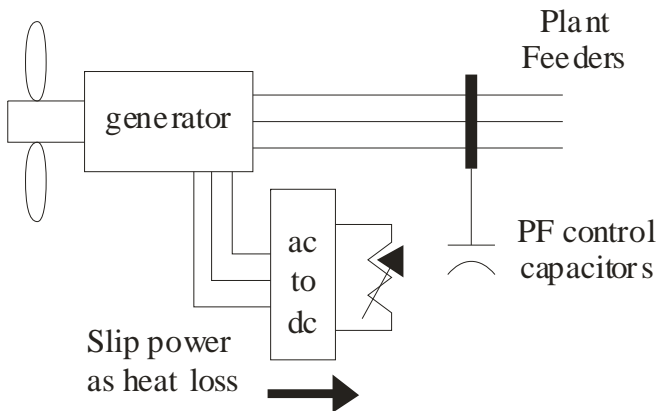 Plant
Feeders
generator
ac
to
dc
PF control
capacitors
Slip power
as heat loss